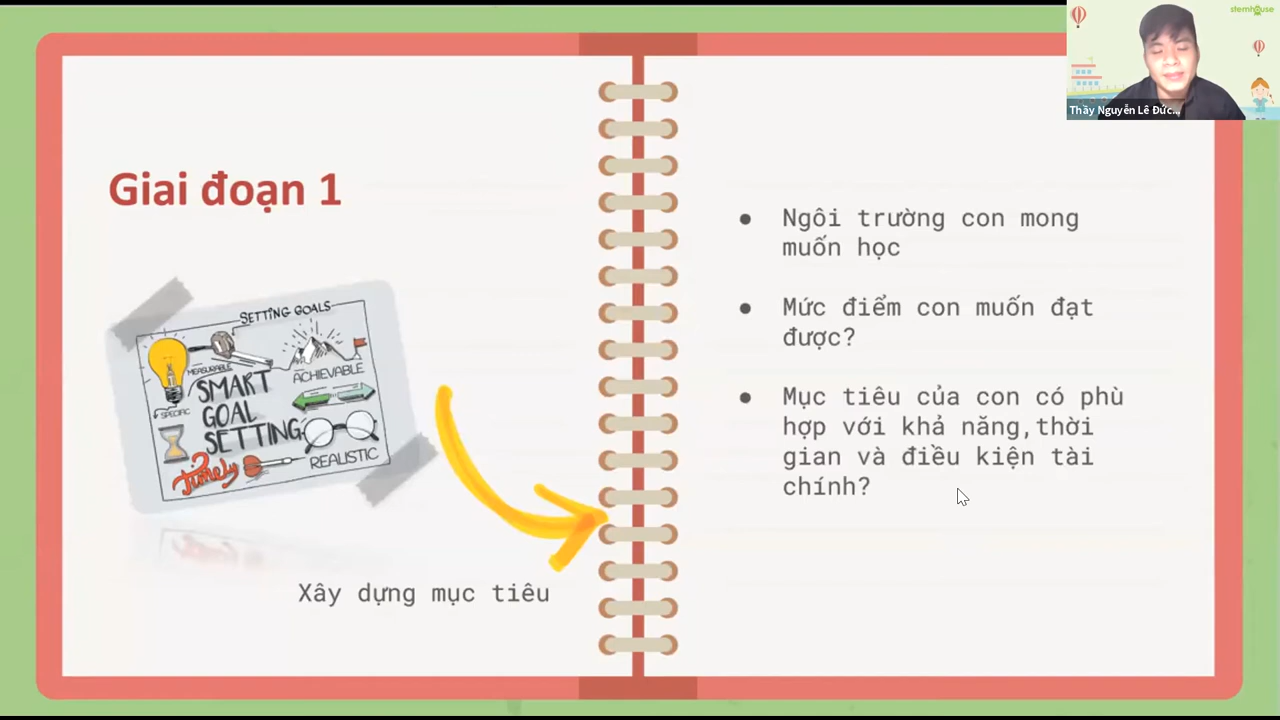 sternhouse
Thầy Nguyễn Lê Đức...
Giai đoạn 1
SETTING GOALS
MEASURABLE
ACHIEVABLE
SPECIFIC
SMART
GOAL
SETTING
REALISTIC
Timely
Xây dựng mục tiêu
● Ngôi trường con mong
muốn học
● Mức điểm con muốn đạt
được?
● Mục tiêu của con có phù
hợp với khả năng,thời
gian và điều kiện tài
chính?